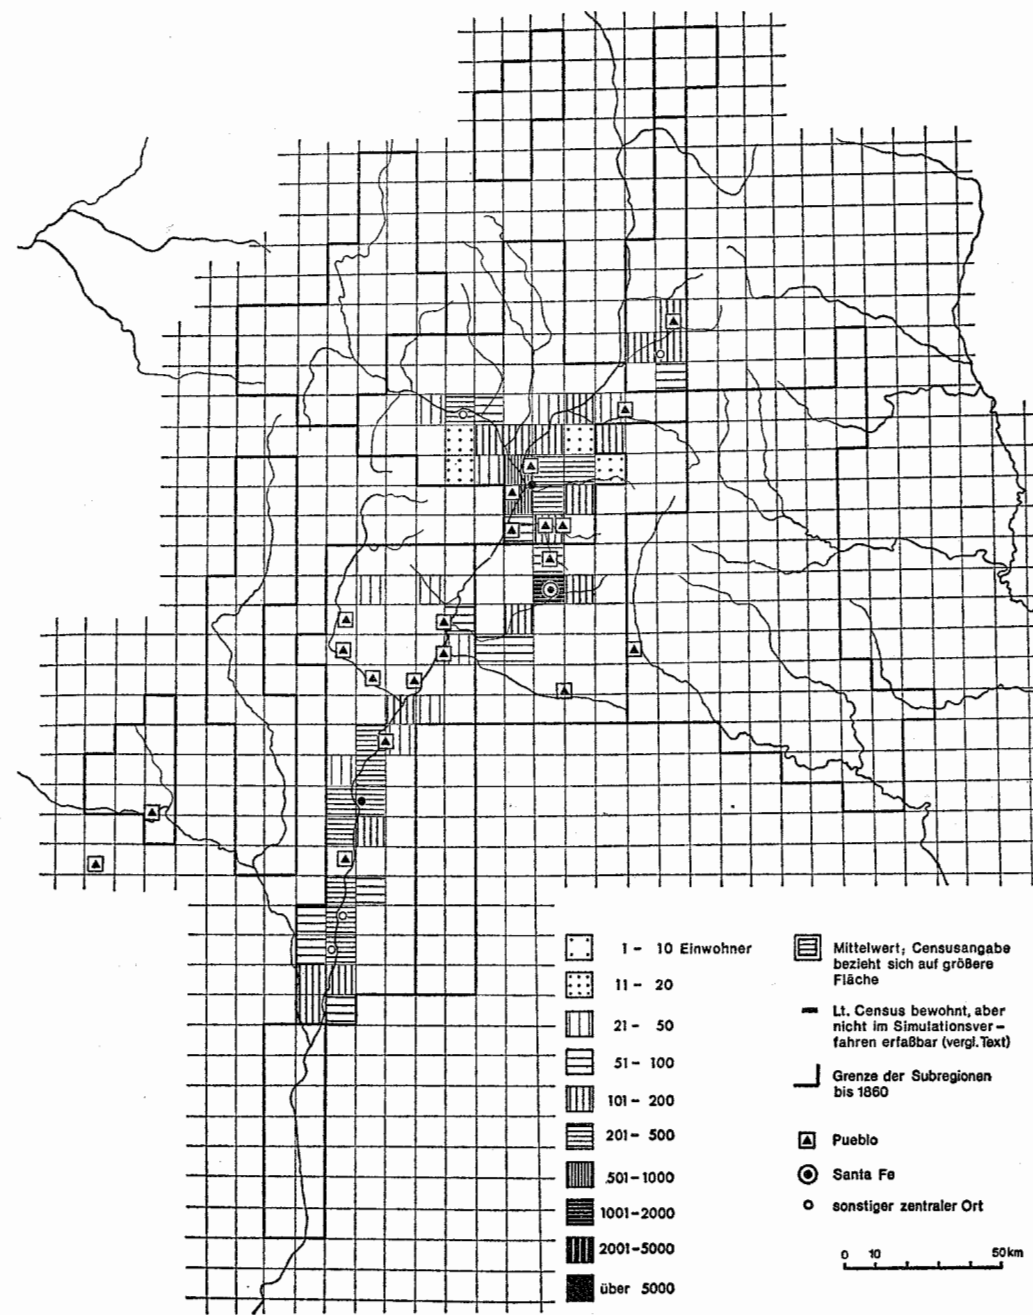 1 - 10 Einwohner
11 - 20
21 - 50
51 - 100
101 - 200
201 - 500
501-1000
1001-2000
2001-5000
über 5000
Mittelwert; Censusangabe
bezieht sich auf größere
Fläche
Lt. Census bewohnt, aber
nicht im Simulationsver-
fahren erfaßbar (vergl. Text)
Grenze der Subregionen
bis 1860
Pueblo
Santa Fe
sonstiger zentraler Ort
0 10 50 km